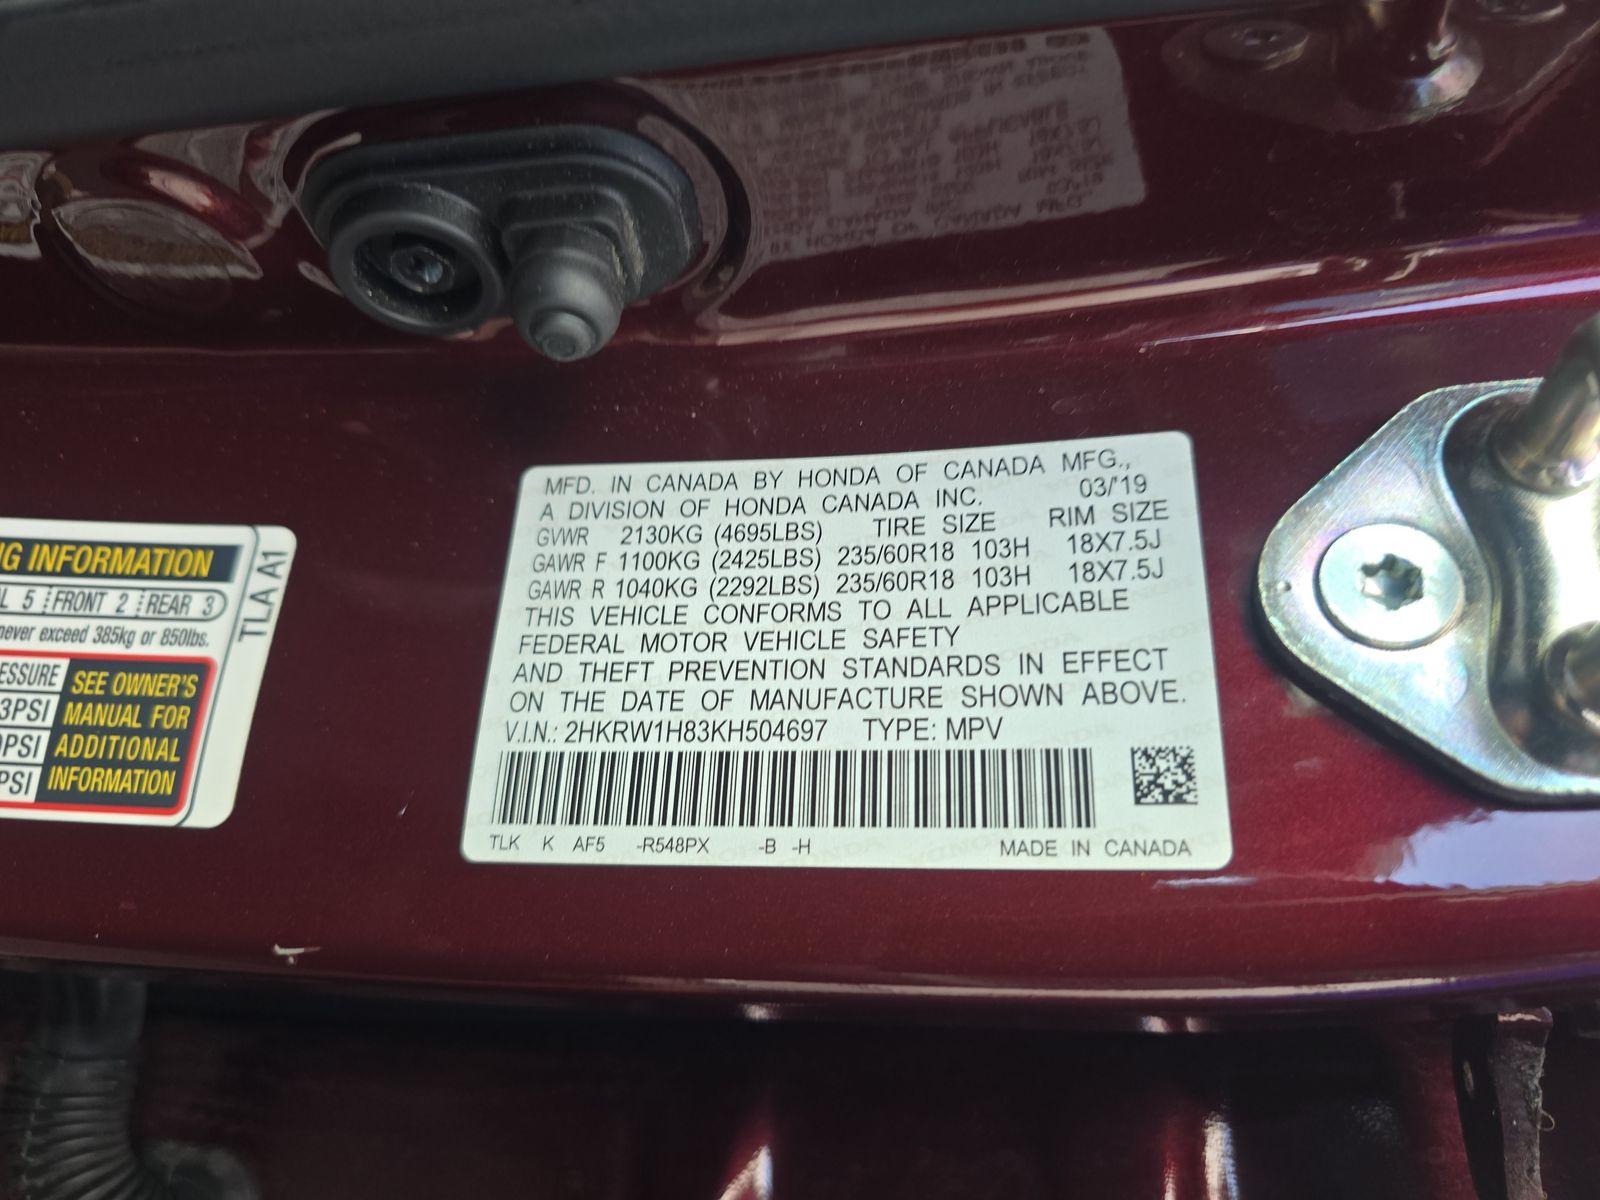 MFD. IN CANADA BY HONDA OF CANADA MFG.,
A DIVISION OF HONDA CANADA INC. 03/'19
GVWR 2130KG (4695LBS) TIRE SIZE RIM SIZE
GAWR F 1100KG (2425LBS) 235/60R18 103H 18X7.5J
GAWR R 1040KG (2292LBS) 235/60R18 103H 18X7.5J
THIS VEHICLE CONFORMS TO ALL APPLICABLE
FEDERAL MOTOR VEHICLE SAFETY
AND THEFT PREVENTION STANDARDS IN EFFECT
ON THE DATE OF MANUFACTURE SHOWN ABOVE.
V.I.N.: 2HKRW1H83KH504697 TYPE: MPV
TLK K AF5 -R548PX -B -H MADE IN CANADA
NG INFORMATION
L 5 FRONT 2 REAR 3
never exceed 385kg or 850lbs.
ESSURE
3PSI
PSI
PSI
SEE OWNER'S
MANUAL FOR
ADDITIONAL
INFORMATION
TLA A1